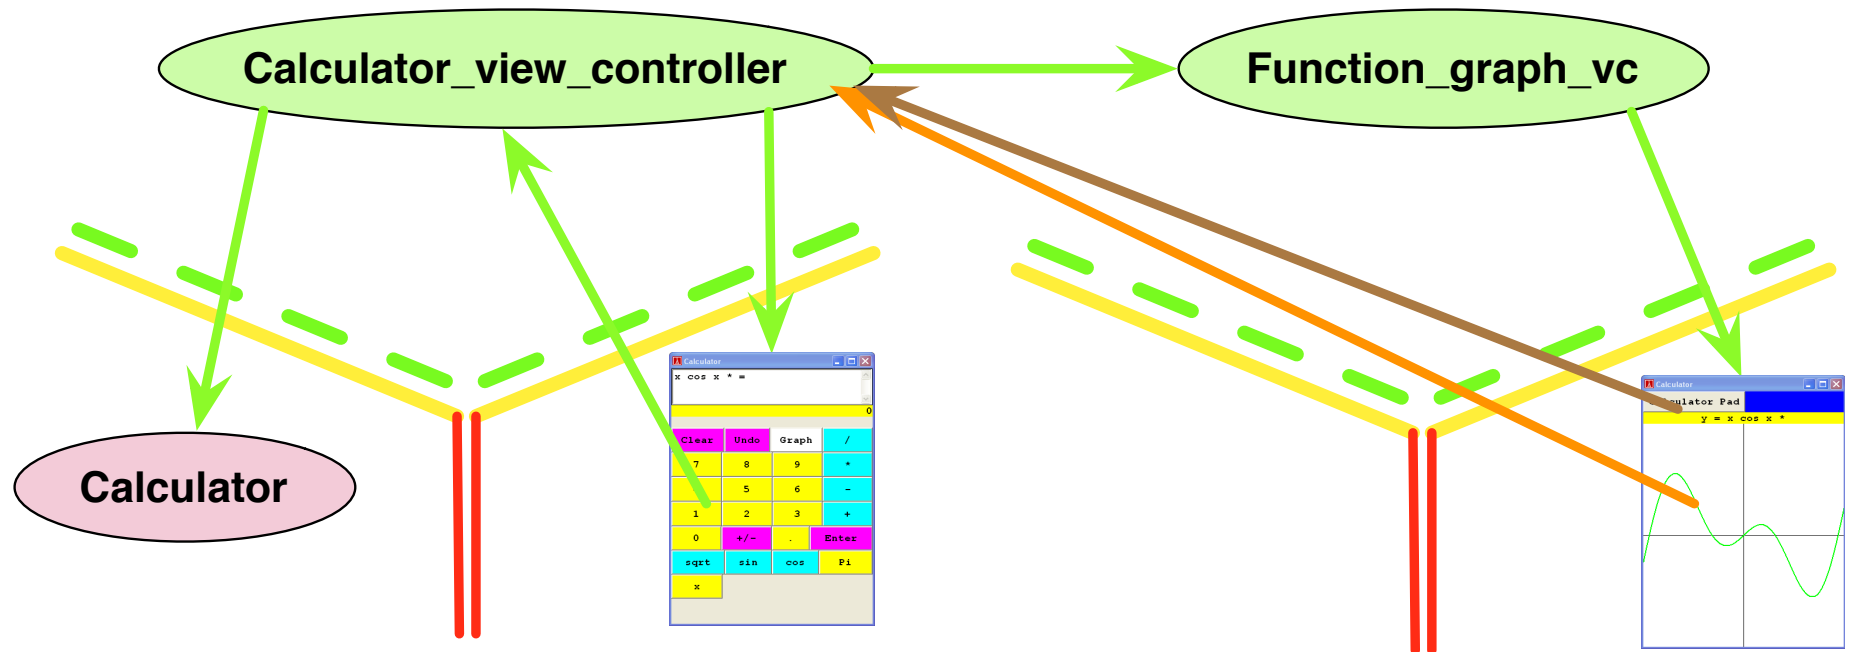 Calculator_view_controller
Function_graph_vc
Calculator
Calculator
x cos x * =
0
Clear Undo Graph /
7 8 9 *
5 6 -
1 2 3 +
0 +/- . Enter
sqrt sin cos Pi
x
Calculator
Pad
y = x cos x *